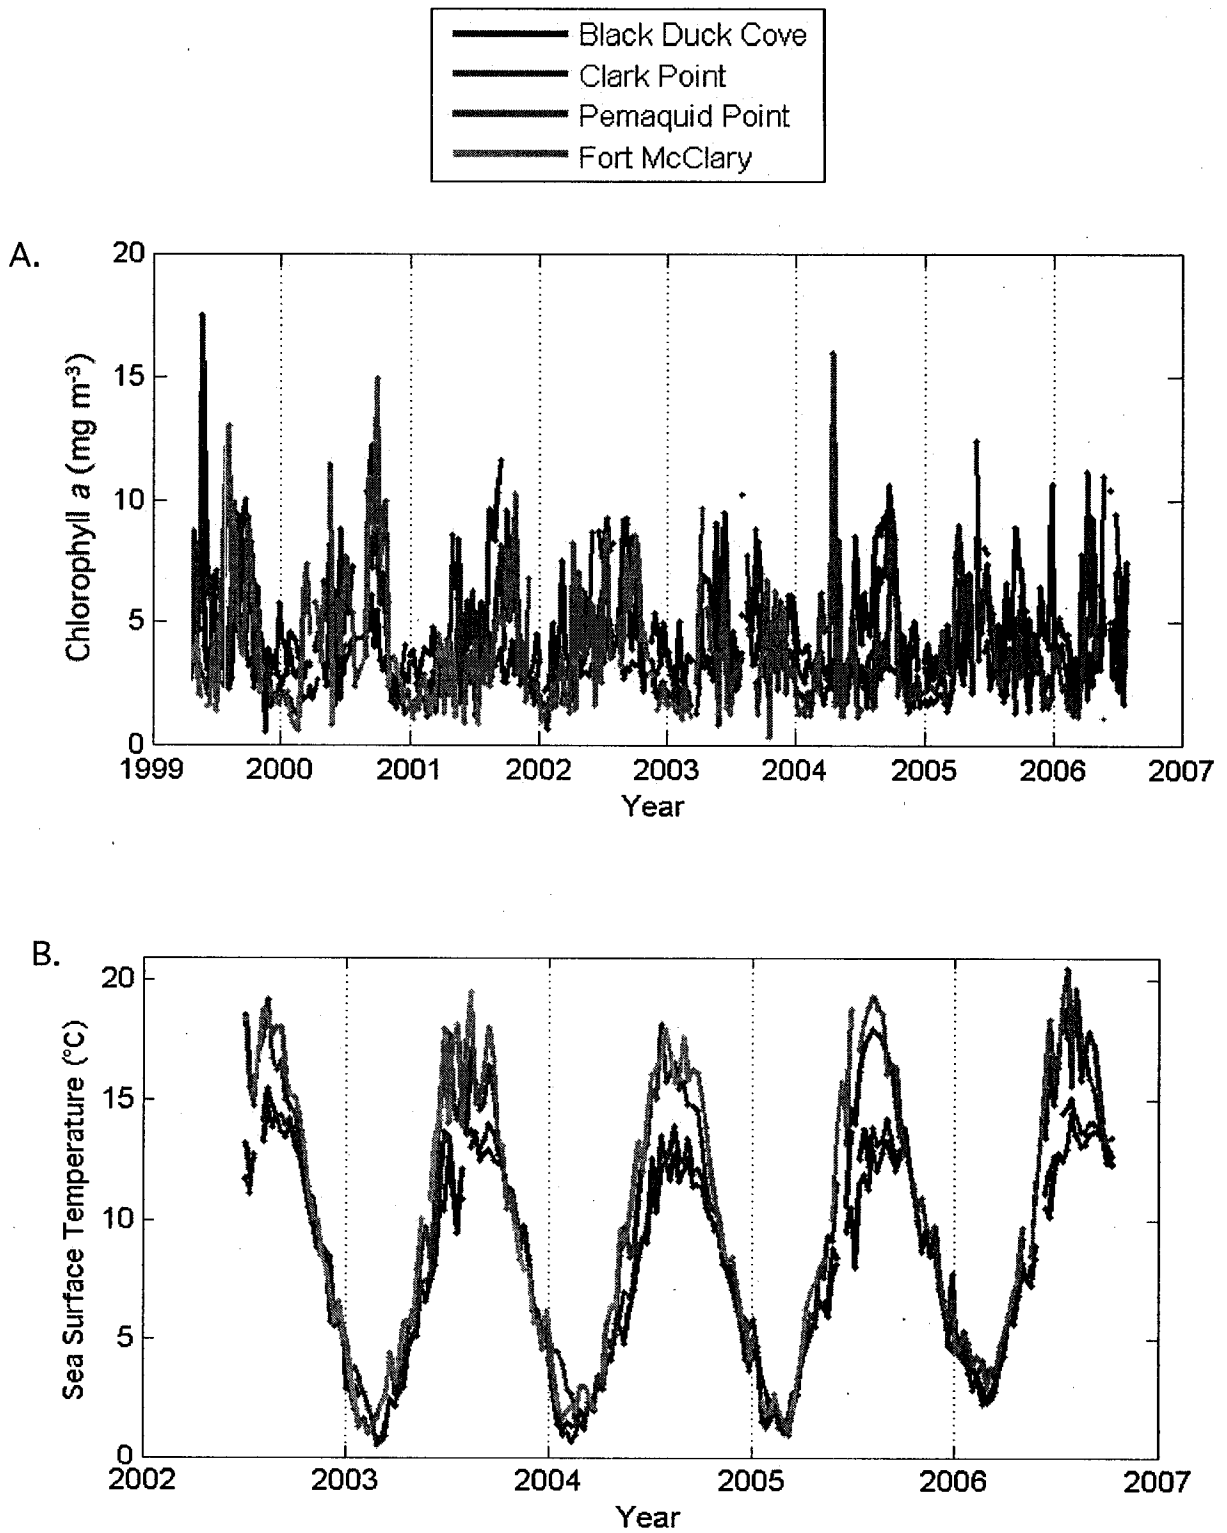 Black Duck Cove
Clark Point
Pemaquid Point
Fort McClary
A.
20
15
10
5
0
Chlorophyll a (mg m-3)
1999 2000 2001 2002 2003 2004 2005 2006 2007
Year
B.
20
15
10
5
0
Sea Surface Temperature (°C)
2002 2003 2004 2005 2006 2007
Year